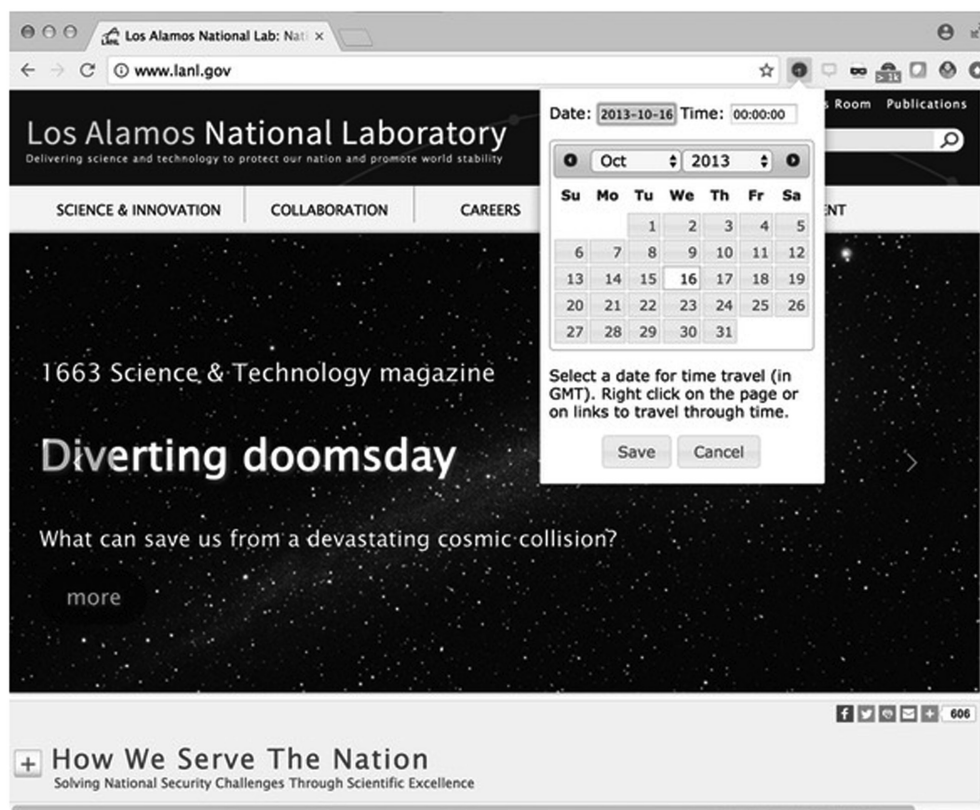 Los Alamos National Lab: Nati ×
www.lanl.gov
> 1k
s Room Publications
Los Alamos National Laboratory
Delivering science and technology to protect our nation and promote world stability
SCIENCE & INNOVATION COLLABORATION CAREERS ENT
Date: 2013-10-16 Time: 00:00:00
Oct 2013
Su Mo Tu We Th Fr Sa
1 2 3 4 5
6 7 8 9 10 11 12
13 14 15 16 17 18 19
20 21 22 23 24 25 26
27 28 29 30 31
Select a date for time travel (in
GMT). Right click on the page or
on links to travel through time.
Save Cancel
1663 Science & Technology magazine
Diverting doomsday
What can save us from a devastating cosmic collision?
more
606
+ How We Serve The Nation
Solving National Security Challenges Through Scientific Excellence